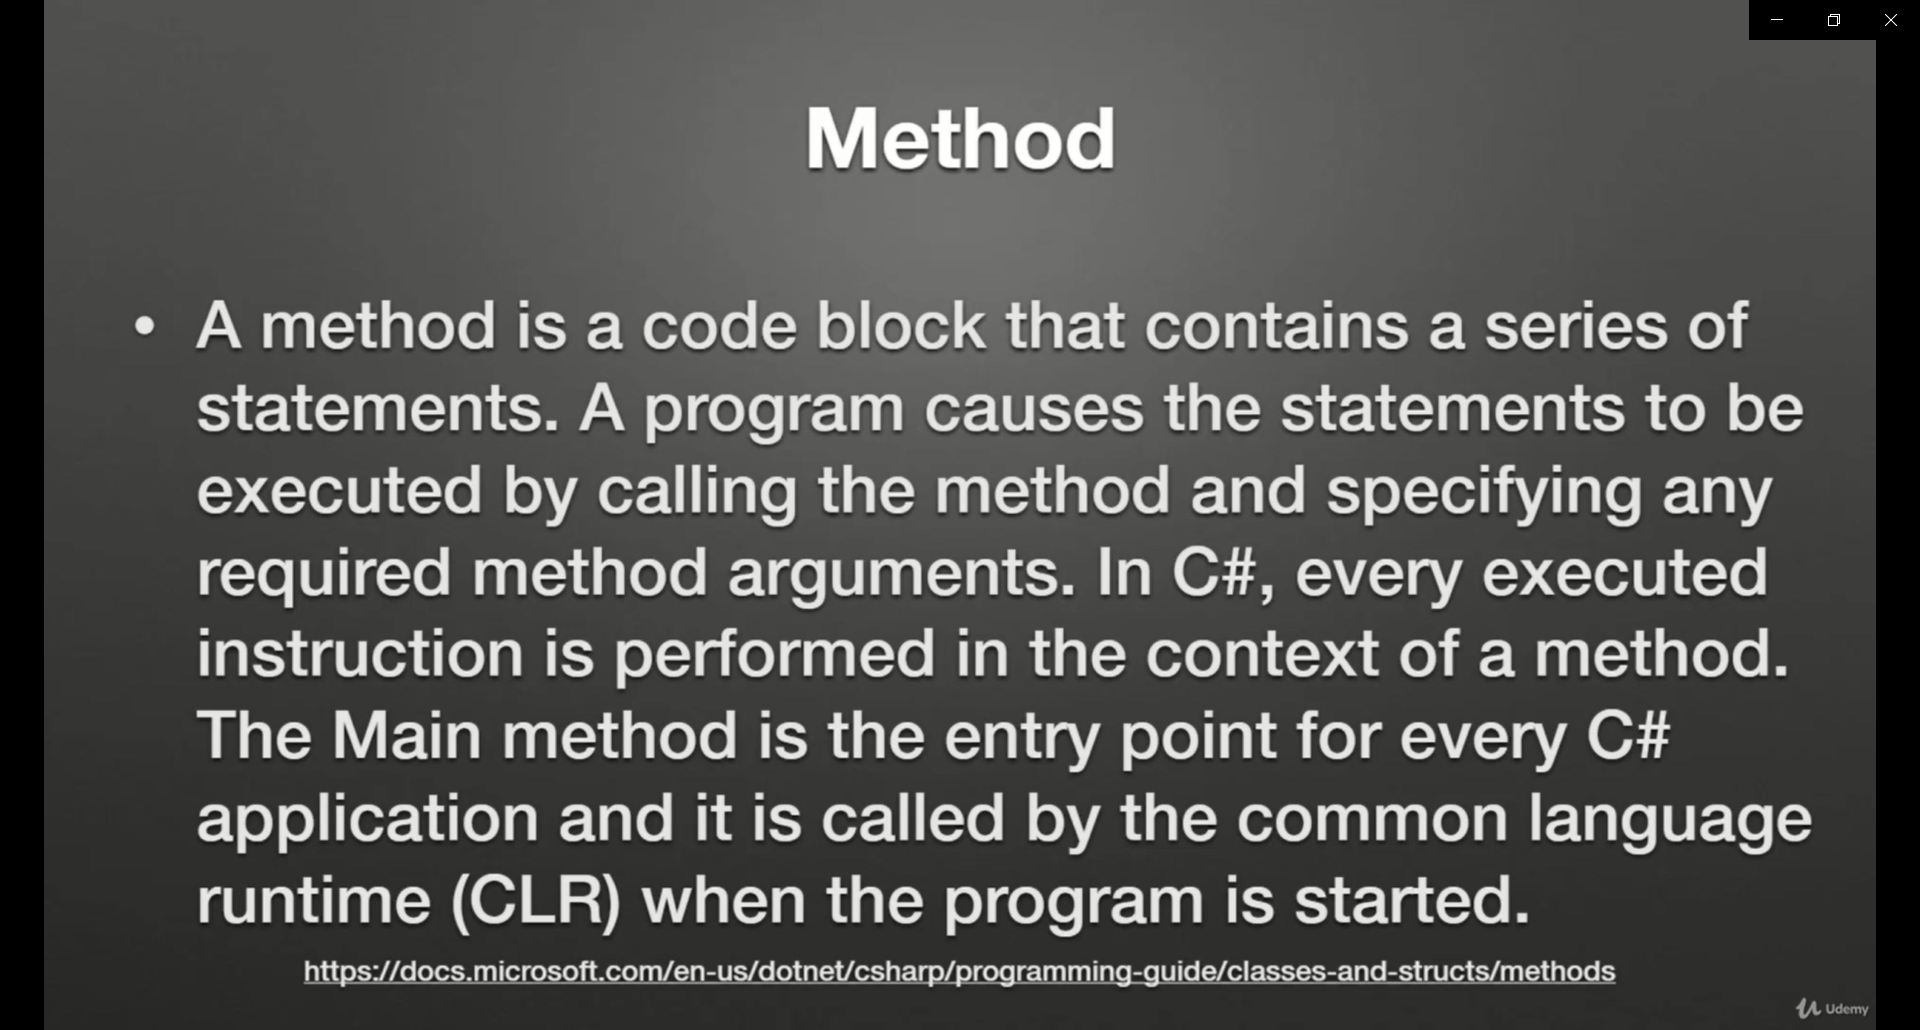 Method
• A method is a code block that contains a series of
statements. A program causes the statements to be
executed by calling the method and specifying any
required method arguments. In C#, every executed
instruction is performed in the context of a method.
The Main method is the entry point for every C#
application and it is called by the common language
runtime (CLR) when the program is started.
https://docs.microsoft.com/en-us/dotnet/csharp/programming-guide/classes-and-structs/methods
Udemy